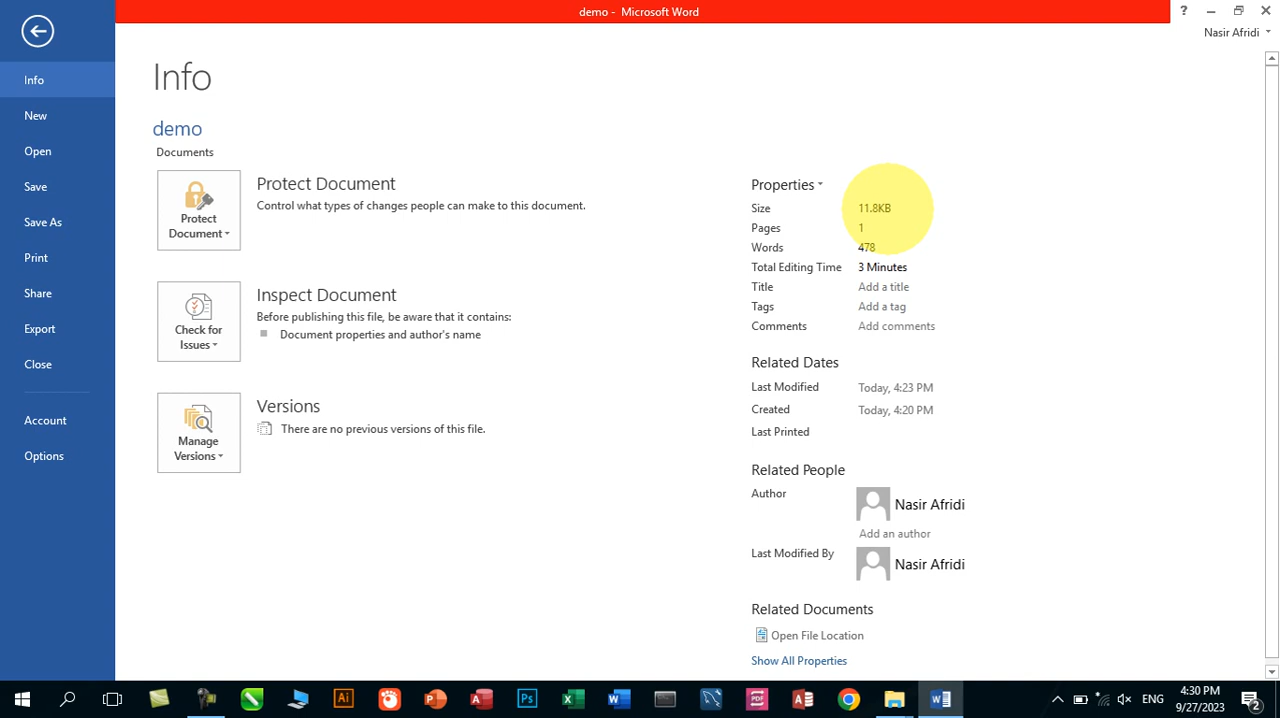 demo - Microsoft Word
?
Nasir Afridi
Info
New
Open
Save
Save As
Print
Share
Export
Close
Account
Options
Info
demo
Documents
Protect
Document
Protect Document
Control what types of changes people can make to this document.
Check for
Issues
Inspect Document
Before publishing this file, be aware that it contains:
Document properties and author's name
Manage
Versions
Versions
There are no previous versions of this file.
Properties
Size 11.8KB
Pages 1
Words 478
Total Editing Time 3 Minutes
Title Add a title
Tags Add a tag
Comments Add comments
Related Dates
Last Modified Today, 4:23 PM
Created Today, 4:20 PM
Last Printed
Related People
Author Nasir Afridi
Add an author
Last Modified By Nasir Afridi
Related Documents
Open File Location
Show All Properties
Ai
Ps
PDF
ENG
4:30 PM
9/27/2023
2